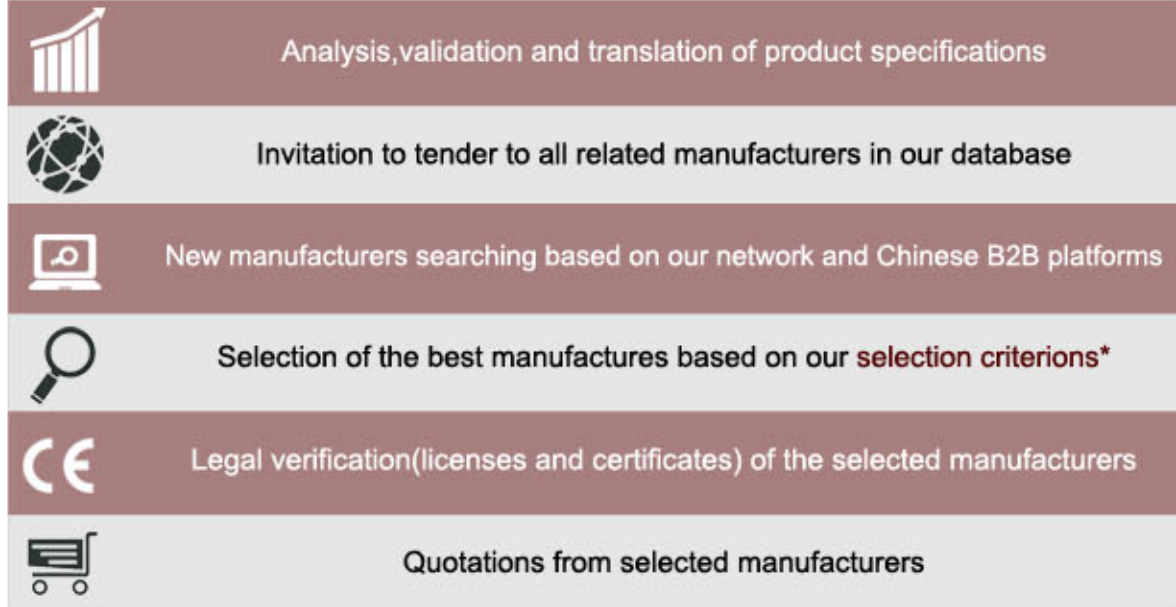 Analysis,validation and translation of product specifications
Invitation to tender to all related manufacturers in our database
New manufacturers searching based on our network and Chinese B2B platforms
Selection of the best manufactures based on our selection criterions*
CE
Legal verification(licenses and certificates) of the selected manufacturers
Quotations from selected manufacturers